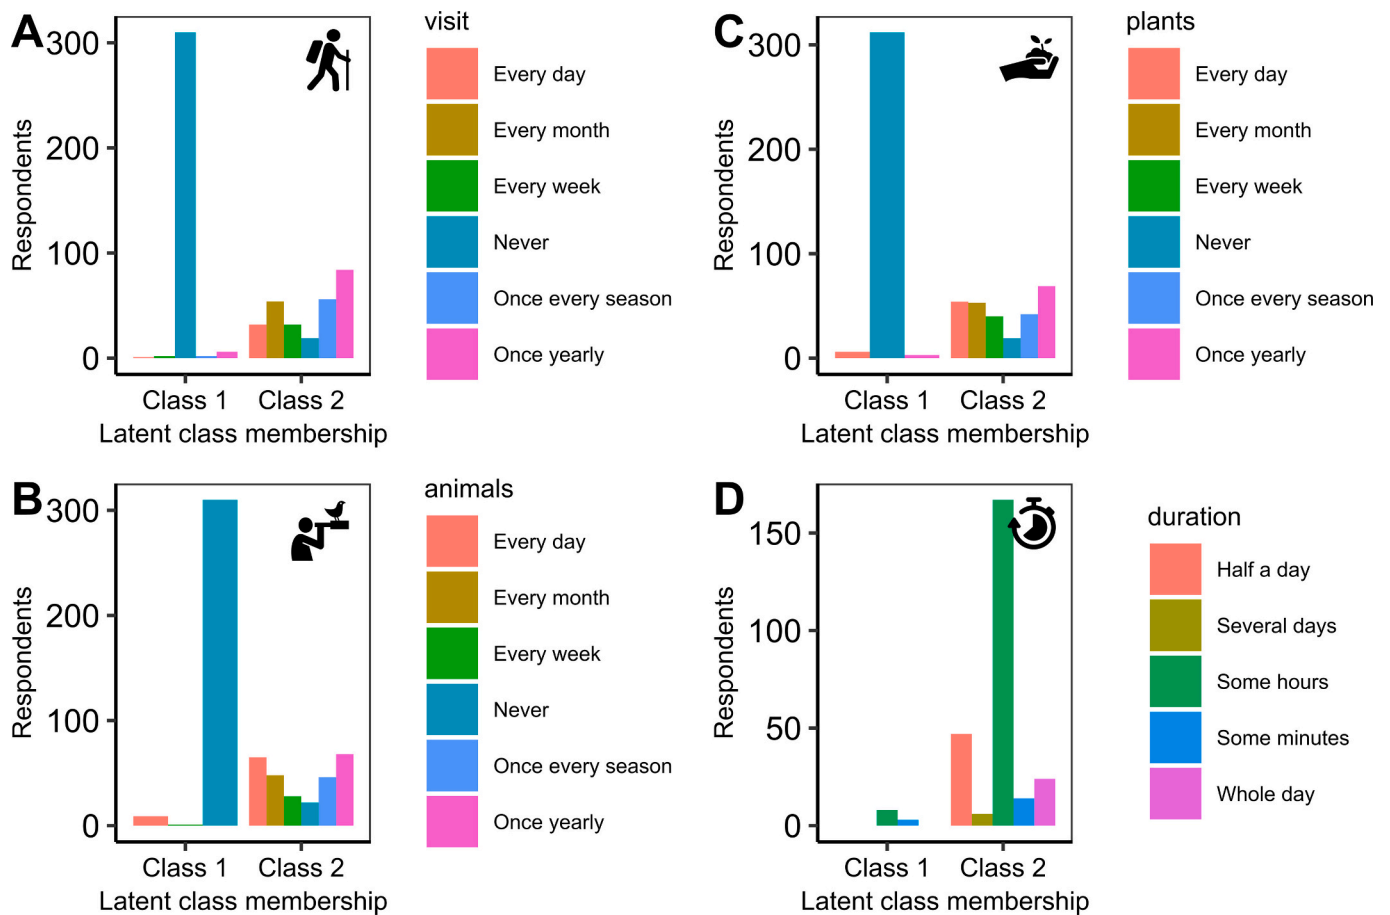 A
visit
300
200
100
0
Respondents
Class 1
Class 2
Latent class membership
Every day
Every month
Every week
Never
Once every season
Once yearly
C
plants
300
200
100
0
Respondents
Class 1
Class 2
Latent class membership
Every day
Every month
Every week
Never
Once every season
Once yearly
B
animals
300
200
100
0
Respondents
Class 1
Class 2
Latent class membership
Every day
Every month
Every week
Never
Once every season
Once yearly
D
duration
150
100
50
0
Respondents
Class 1
Class 2
Latent class membership
Half a day
Several days
Some hours
Some minutes
Whole day